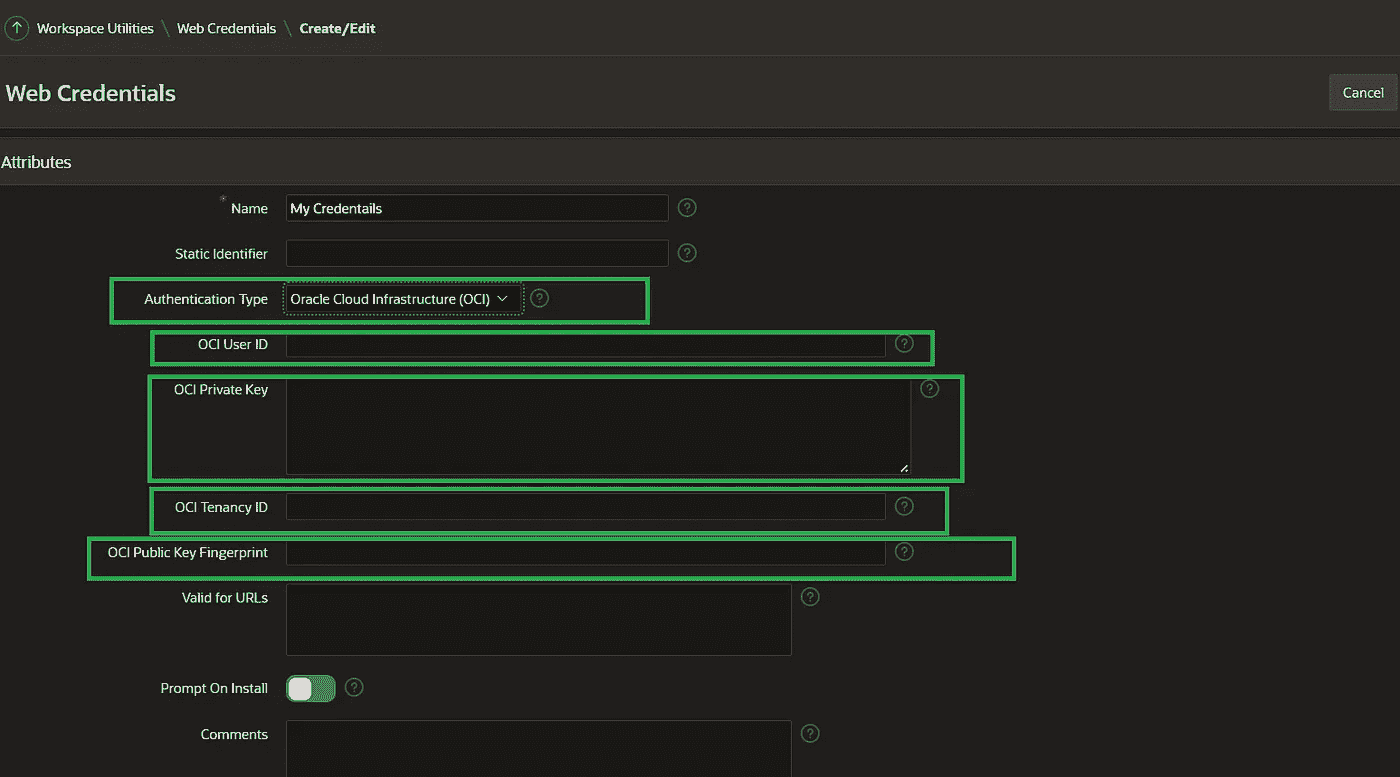 Workspace Utilities \ Web Credentials \ Create/Edit
Web Credentials
Cancel
Attributes
* Name My Credentails ?
Static Identifier ?
Authentication Type Oracle Cloud Infrastructure (OCI) ?
OCI User ID ?
OCI Private Key ?
OCI Tenancy ID ?
OCI Public Key Fingerprint ?
Valid for URLs ?
Prompt On Install ?
Comments ?